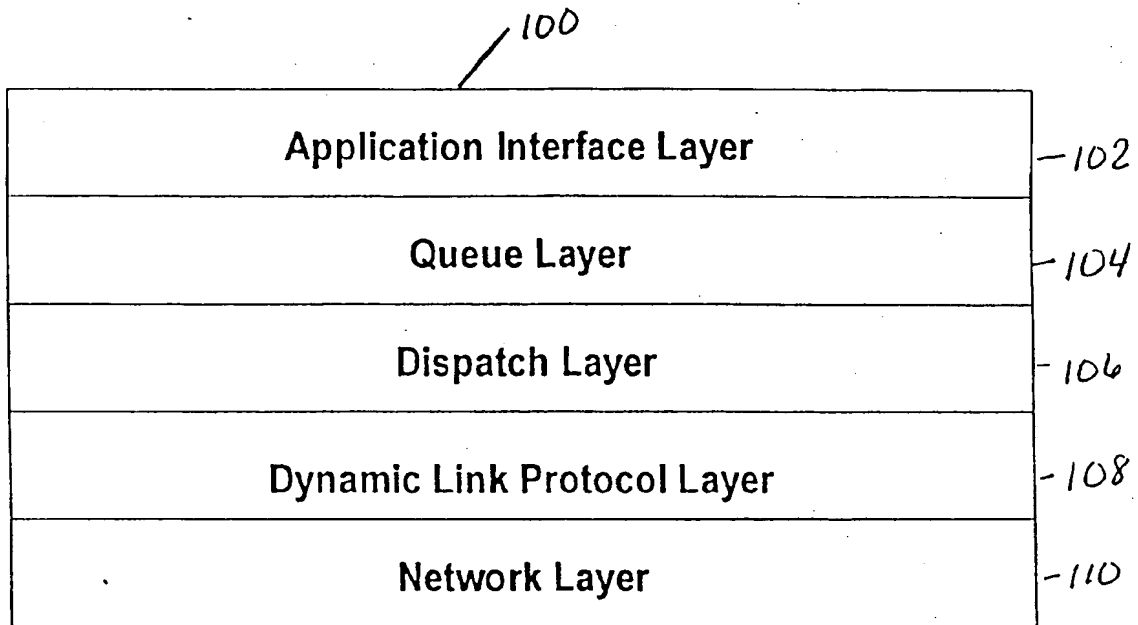 100
Application Interface Layer
102
Queue Layer
104
Dispatch Layer
106
Dynamic Link Protocol Layer
108
Network Layer
110